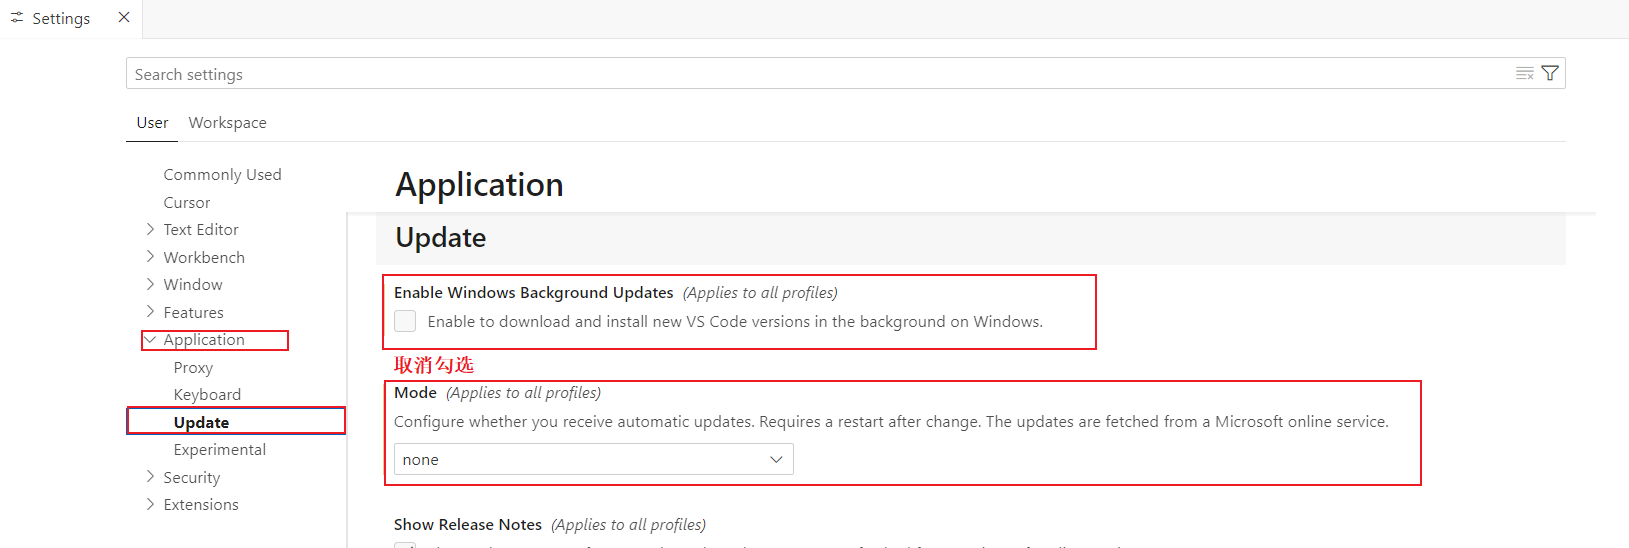 Settings
Search settings
User Workspace
Commonly Used
Cursor
Text Editor
Workbench
Window
Features
Application
Proxy
Keyboard
Update
Experimental
Security
Extensions
Application
Update
Enable Windows Background Updates (Applies to all profiles)
Enable to download and install new VS Code versions in the background on Windows.
取消勾选
Mode (Applies to all profiles)
Configure whether you receive automatic updates. Requires a restart after change. The updates are fetched from a Microsoft online service.
none
Show Release Notes (Applies to all profiles)